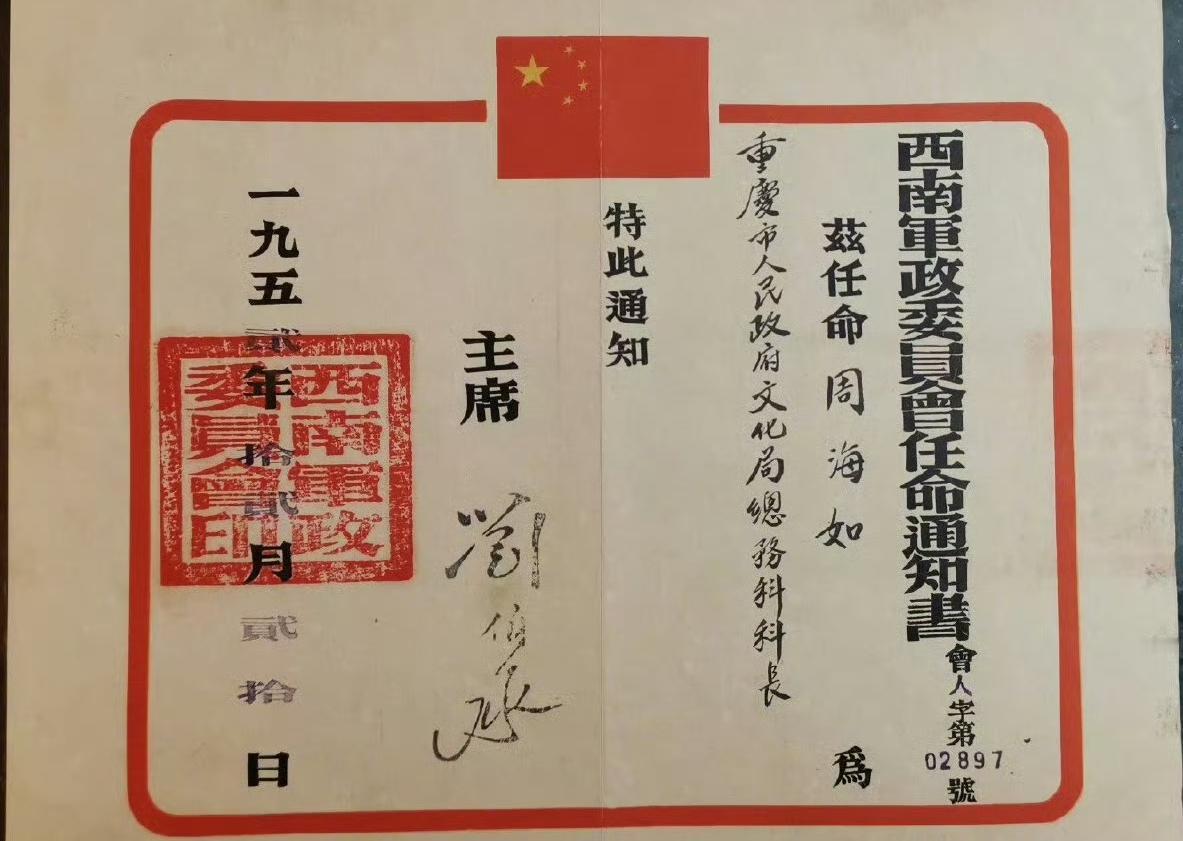 西南軍政委員會任命通知書
會人字第02897號
茲任命周海如為
重慶市人民政府文化局總務科科長
特此通知
主席 劉伯承
一九五貳年拾貳月貳拾日
西南軍政
委員會印